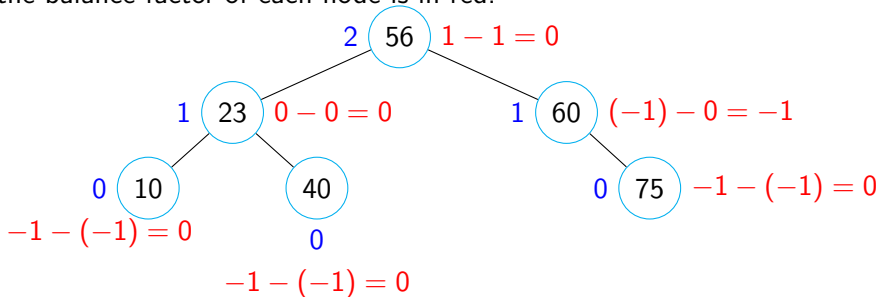 the balance factor of each node is in red.
2 56 1 − 1 = 0
1 23 0 − 0 = 0 1 60 (−1) − 0 = −1
0 10 40 0 75 −1 − (−1) = 0
−1 − (−1) = 0 0
−1 − (−1) = 0